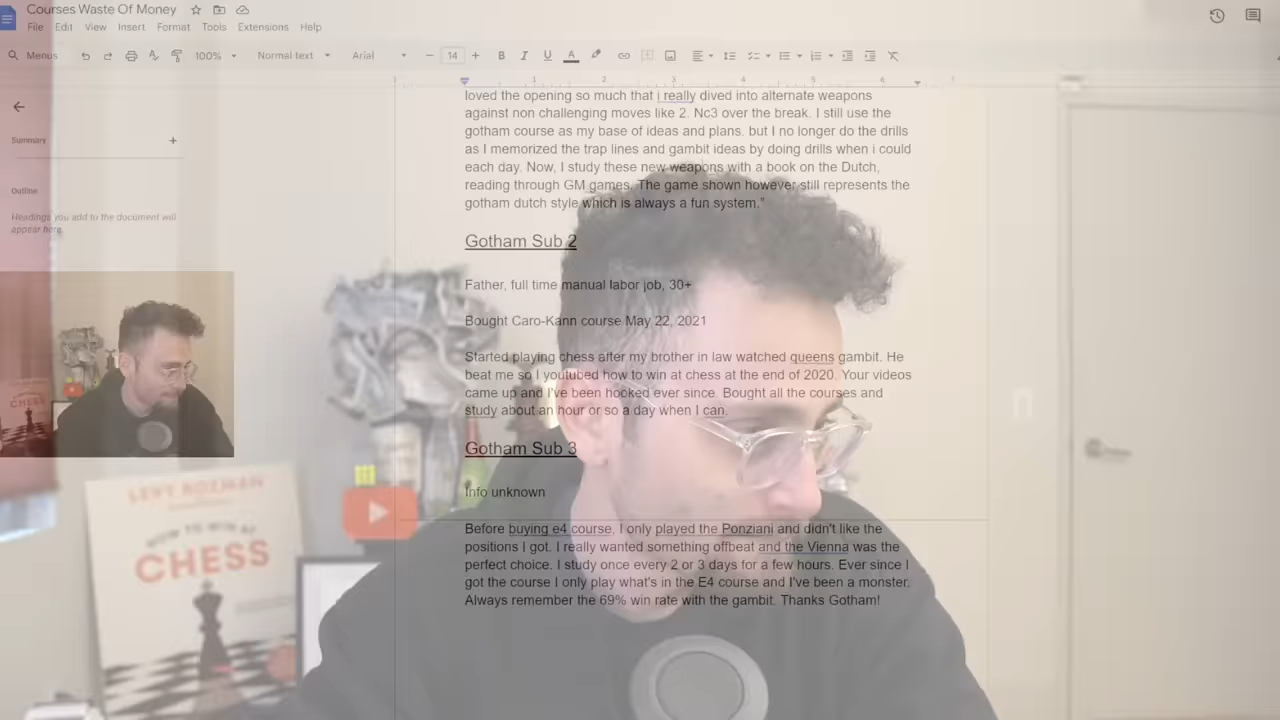 Courses Waste Of Money
File Edit View Insert Format Tools Extensions Help
Menus 100% Normal text Arial 14
1 1 2 3 4 5 6 7
loved the opening so much that i really dived into alternate weapons
Summary
against non challenging moves like 2. Nc3 over the break. I still use the
gotham course as my base of ideas and plans. but I no longer do the drills
as I memorized the trap lines and gambit ideas by doing drills when i could
each day. Now, I study these new weapons with a book on the Dutch,
Outline
reading through GM games. The game shown however still represents the
gotham dutch style which is always a fun system.”
Headings you add to the document will
appear here.
Gotham Sub 2
Father, full time manual labor job, 30+
Bought Caro-Kann course May 22, 2021
Started playing chess after my brother in law watched queens gambit. He
beat me so I youtubed how to win at chess at the end of 2020. Your videos
came up and I've been hooked ever since. Bought all the courses and
study about an hour or so a day when I can.
CHESS
Gotham Sub 3
LEVY ROZMAN
HOW TO WIN AT
CHESS
Info unknown
Before buying e4 course, I only played the Ponziani and didn't like the
positions I got. I really wanted something offbeat and the Vienna was the
perfect choice. I study once every 2 or 3 days for a few hours. Ever since I
got the course I only play what's in the E4 course and I've been a monster.
Always remember the 69% win rate with the gambit. Thanks Gotham!